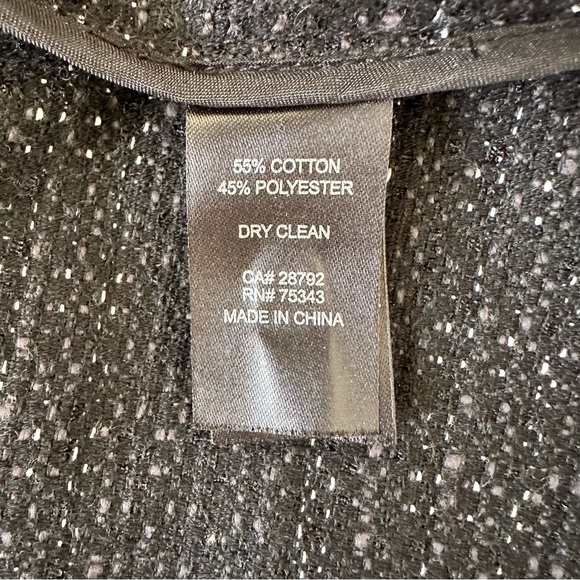 55% COTTON
45% POLYESTER
DRY CLEAN
CA# 28792
RN# 75343
MADE IN CHINA